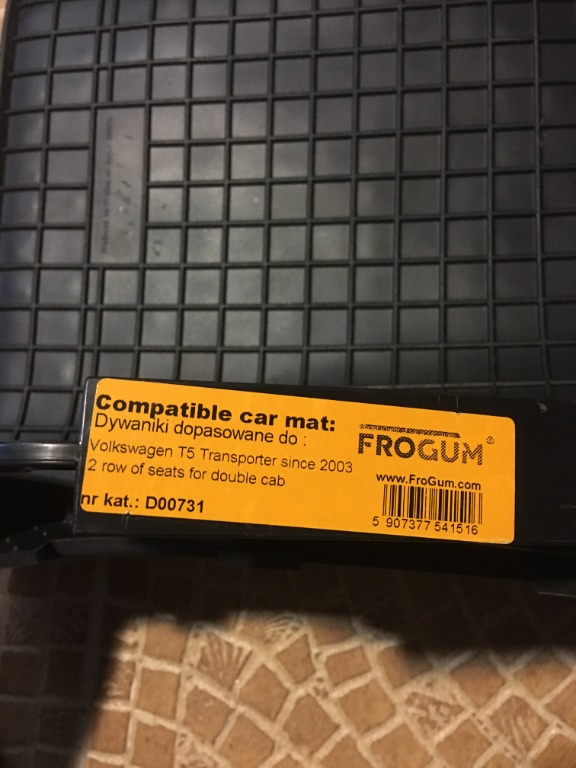 Compatible car mat:
Dywaniki dopasowane do :
Volkswagen T5 Transporter since 2003
2 row of seats for double cab
nr kat.: D00731
FROGUM®
www.FroGum.com
5 907377 541516